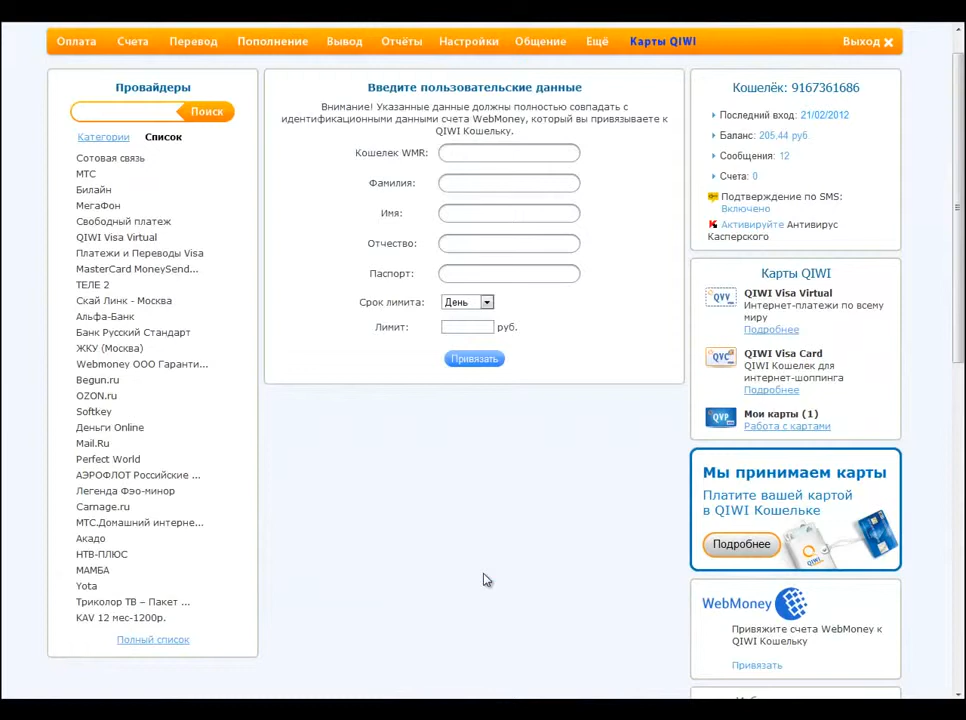 Оплата Счета Перевод Пополнение Вывод Отчёты Настройки Общение Ещё Карты QIWI Выход
Провайдеры
Поиск
Категории Список
Сотовая связь
МТС
Билайн
МегаФон
Свободный платеж
QIWI Visa Virtual
Платежи и Переводы Visa
MasterCard MoneySend...
ТЕЛЕ 2
Скай Линк - Москва
Альфа-Банк
Банк Русский Стандарт
ЖКУ (Москва)
Webmoney ООО Гаранти...
Begun.ru
OZON.ru
Softkey
Деньги Online
Mail.Ru
Perfect World
АЭРОФЛОТ Российские ...
Легенда Фэо-минор
Carnage.ru
МТС.Домашний интерне...
Акадо
НТВ-ПЛЮС
МАМБА
Yota
Триколор ТВ – Пакет ...
KAV 12 мес-1200р.
Полный список
Введите пользовательские данные
Внимание! Указанные данные должны полностью совпадать с
идентификационными данными счета WebMoney, который вы привязываете к
QIWI Кошельку.
Кошелек WMR:
Фамилия:
Имя:
Отчество:
Паспорт:
Срок лимита: День
Лимит: руб.
Привязать
Кошелёк: 9167361686
Последний вход: 21/02/2012
Баланс: 205.44 руб.
Сообщения: 12
Счета: 0
Подтверждение по SMS:
Включено
Активируйте Антивирус
Касперского
Карты QIWI
QVV
QIWI Visa Virtual
Интернет-платежи по всему
миру
Подробнее
QVC
QIWI Visa Card
QIWI Кошелек для
интернет-шоппинга
Подробнее
QVP
Мои карты (1)
Работа с картами
Мы принимаем карты
Платите вашей картой
в QIWI Кошельке
Подробнее
QIWI
WebMoney
Привяжите счета WebMoney к
QIWI Кошельку
Привязать